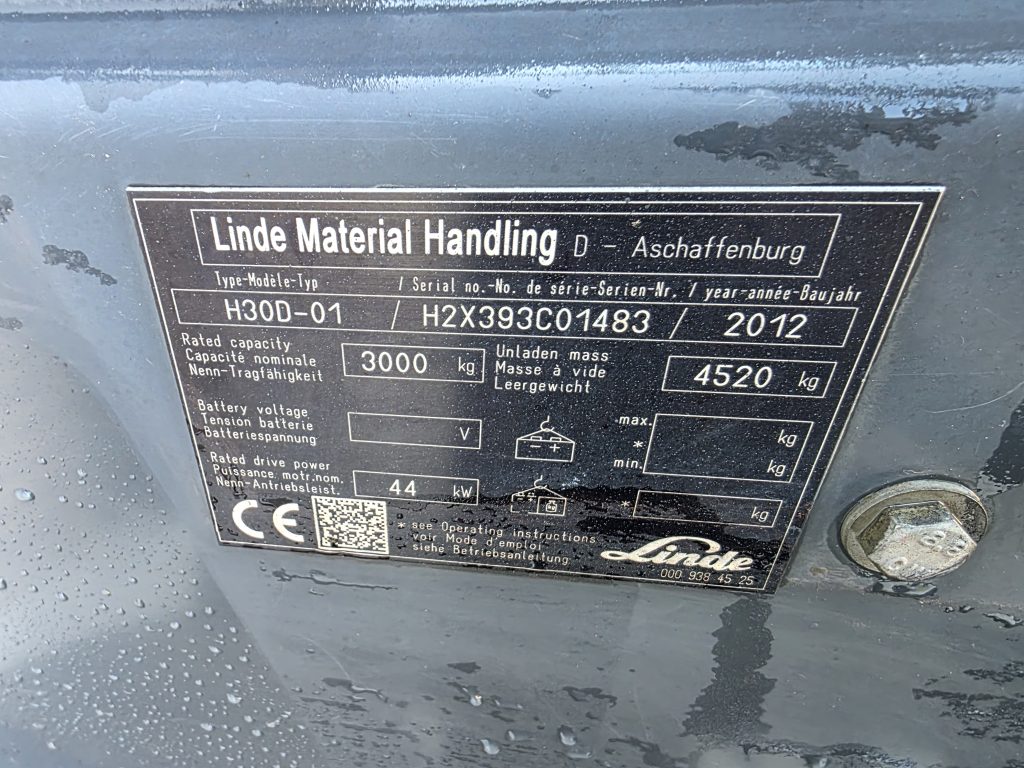 Linde Material Handling D - Aschaffenburg
Type-Modèle-Typ / Serial no.-No. de série-Serien-Nr. / year-année-Baujahr
H30D-01 / H2X393C01483 / 2012
Rated capacity
Capacité nominale
Nenn-Tragfähigkeit
3000 kg
Unladen mass
Masse à vide
Leergewicht
4520 kg
Battery voltage
Tension batterie
Batteriespannung
V
- +
max.
*
min.
kg
kg
Rated drive power
Puissance motr.nom.
Nenn-Antriebsleist.
44 kW
*
kg
CE
* see Operating instructions
voir Mode d'emploi
siehe Betriebsanleitung
Linde
000 938 45 25
8.8